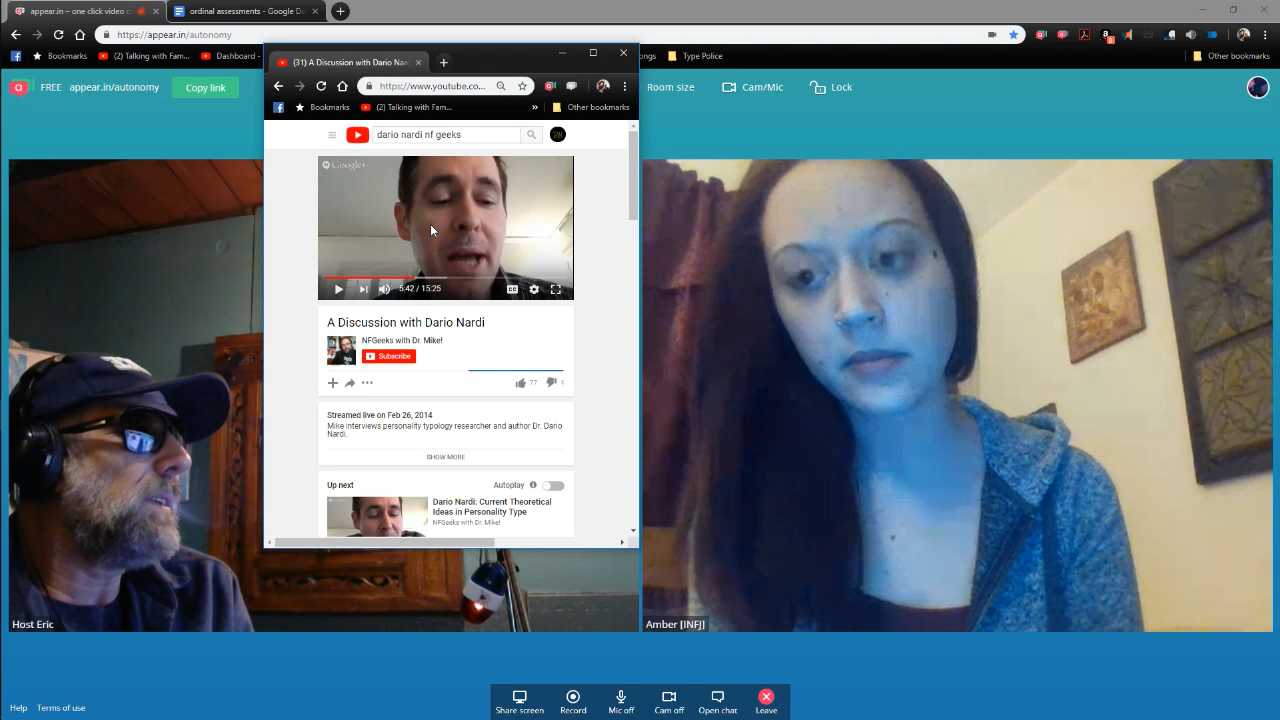 appear.in – one click video c
ordinal assessments - Google D
https://appear.in/autonomy
Bookmarks
(2) Talking with Fam...
Dashboard -
ongs
Type Police
Other bookmarks
FREE appear.in/autonomy
Copy link
Room size
Cam/Mic
Lock
(31) A Discussion with Dario Nar
https://www.youtube.co...
Bookmarks
(2) Talking with Fam...
»
Other bookmarks
dario nardi nf geeks
Google+
5:42 / 15:25
CC
A Discussion with Dario Nardi
NFGeeks with Dr. Mike!
Subscribe
77
1
Streamed live on Feb 26, 2014
Mike interviews personality typology researcher and author Dr. Dario
Nardi.
SHOW MORE
Up next
Autoplay
Dario Nardi: Current Theoretical
Ideas in Personality Type
NFGeeks with Dr. Mike!
Host Eric
Amber [INFJ]
Share screen
Record
Mic off
Cam off
Open chat
Leave
Help
Terms of use